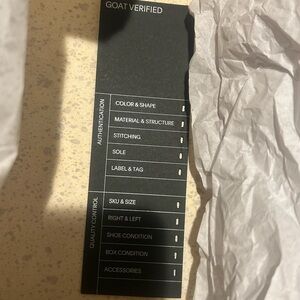 GOAT VERIFIED
AUTHENTICATION
COLOR & SHAPE
MATERIAL & STRUCTURE
STITCHING
SOLE
LABEL & TAG
QUALITY CONTROL
SKU & SIZE
RIGHT & LEFT
SHOE CONDITION
BOX CONDITION
ACCESSORIES